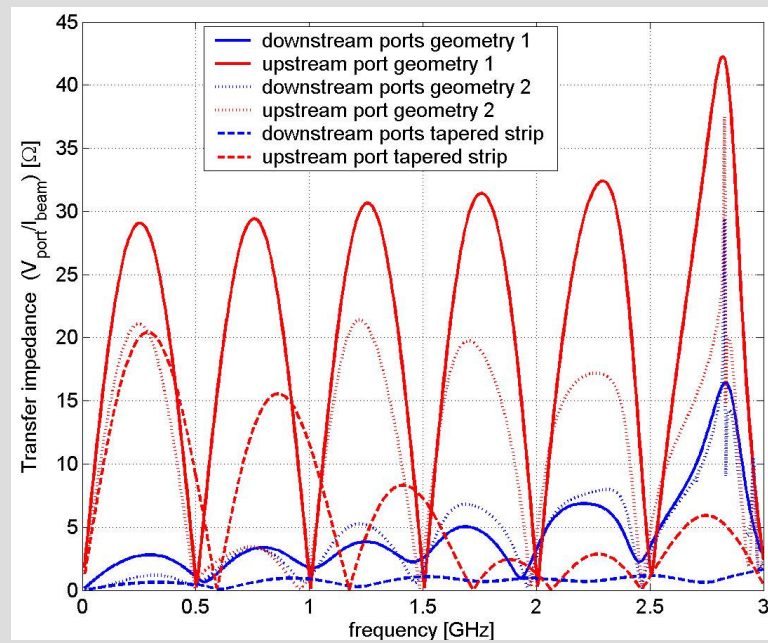 45
40
35
30
25
20
15
10
5
0
Transfer impedance (V_port/I_beam) [Ω]
downstream ports geometry 1
upstream port geometry 1
downstream ports geometry 2
upstream port geometry 2
downstream ports tapered strip
upstream port tapered strip
0 0.5 1 1.5 2 2.5 3
frequency [GHz]